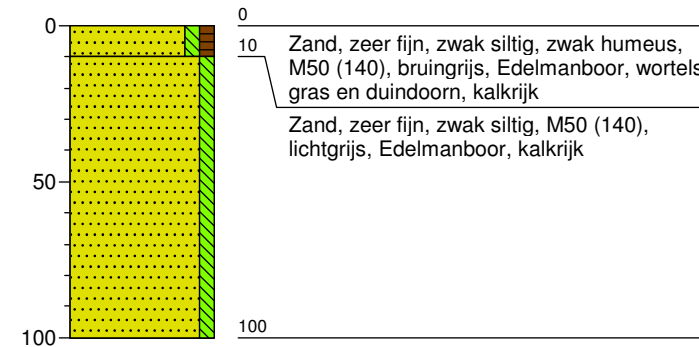 0
0
10
Zand, zeer fijn, zwak siltig, zwak humeus,
M50 (140), bruingrijs, Edelmanboor, wortels
gras en duindoorn, kalkrijk
Zand, zeer fijn, zwak siltig, M50 (140),
lichtgrijs, Edelmanboor, kalkrijk
50
100
100